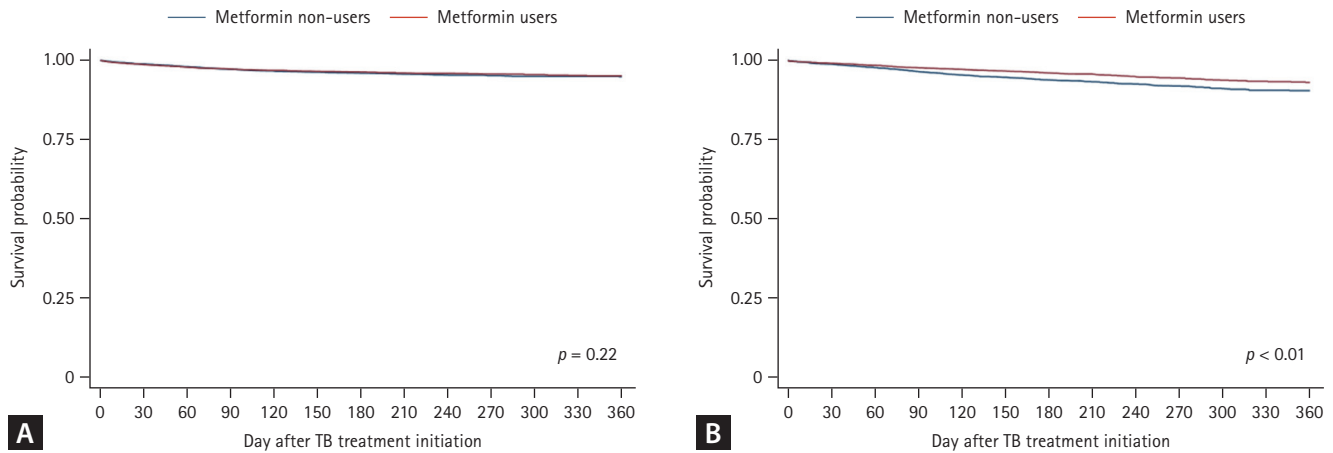 Metformin non-users Metformin users
1.00
0.75
0.50
0.25
0
Survival probability
p = 0.22
0 30 60 90 120 150 180 210 240 270 300 330 360
Day after TB treatment initiation
A
Metformin non-users Metformin users
1.00
0.75
0.50
0.25
0
Survival probability
p < 0.01
0 30 60 90 120 150 180 210 240 270 300 330 360
Day after TB treatment initiation
B